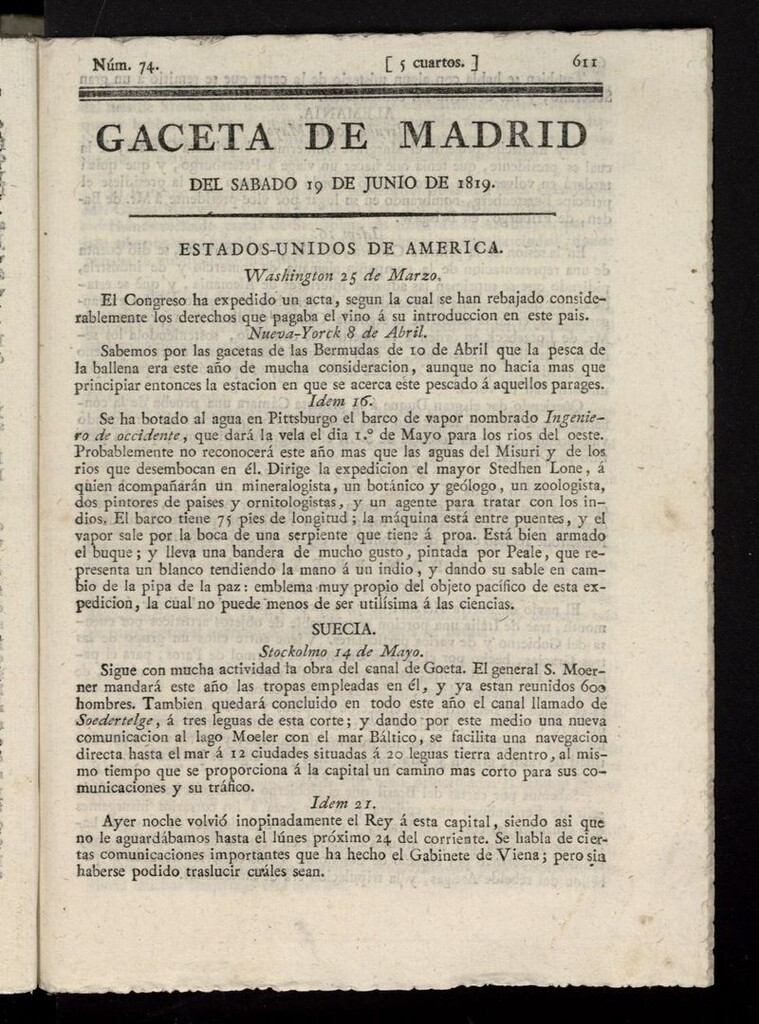 Núm. 74. [ 5 cuartos. ] 611
GACETA DE MADRID
DEL SABADO 19 DE JUNIO DE 1819.
ESTADOS-UNIDOS DE AMERICA.
Washington 25 de Marzo.
El Congreso ha expedido un acta, segun la cual se han rebajado conside-
rablemente los derechos que pagaba el vino á su introduccion en este pais.
Nueva-Yorck 8 de Abril.
Sabemos por las gacetas de las Bermudas de 10 de Abril que la pesca de
la ballena era este año de mucha consideracion, aunque no hacia mas que
principiar entonces la estacion en que se acerca este pescado á aquellos parages.
Idem 16.
Se ha botado al agua en Pittsburgo el barco de vapor nombrado Ingenie-
ro de occidente, que dará la vela el dia 1.º de Mayo para los rios del oeste.
Probablemente no reconocerá este año mas que las aguas del Misuri y de los
rios que desembocan en él. Dirige la expedicion el mayor Stedhen Lone, á
quien acompañarán un mineralogista, un botánico y geólogo, un zoologista,
dos pintores de paises y ornitologistas, y un agente para tratar con los in-
dios. El barco tiene 75 pies de longitud; la máquina está entre puentes, y el
vapor sale por la boca de una serpiente que tiene á proa. Está bien armado
el buque; y lleva una bandera de mucho gusto, pintada por Peale, que re-
presenta un blanco tendiendo la mano á un indio, y dando su sable en cam-
bio de la pipa de la paz: emblema muy propio del objeto pacífico de esta ex-
pedicion, la cual no puede menos de ser utilísima á las ciencias.
SUECIA.
Stockolmo 14 de Mayo.
Sigue con mucha actividad la obra del canal de Goeta. El general S. Moer-
ner mandará este año las tropas empleadas en él, y ya estan reunidos 600
hombres. Tambien quedará concluido en todo este año el canal llamado de
Soedertelge, á tres leguas de esta corte; y dando por este medio una nueva
comunicacion al lago Moeler con el mar Báltico, se facilita una navegacion
directa hasta el mar á 12 ciudades situadas á 20 leguas tierra adentro, al mis-
mo tiempo que se proporciona á la capital un camino mas corto para sus co-
municaciones y su tráfico.
Idem 21.
Ayer noche volvió inopinadamente el Rey á esta capital, siendo asi que
no le aguardábamos hasta el lúnes próximo 24 del corriente. Se habla de cier-
tas comunicaciones importantes que ha hecho el Gabinete de Viena; pero sin
haberse podido traslucir cuáles sean.